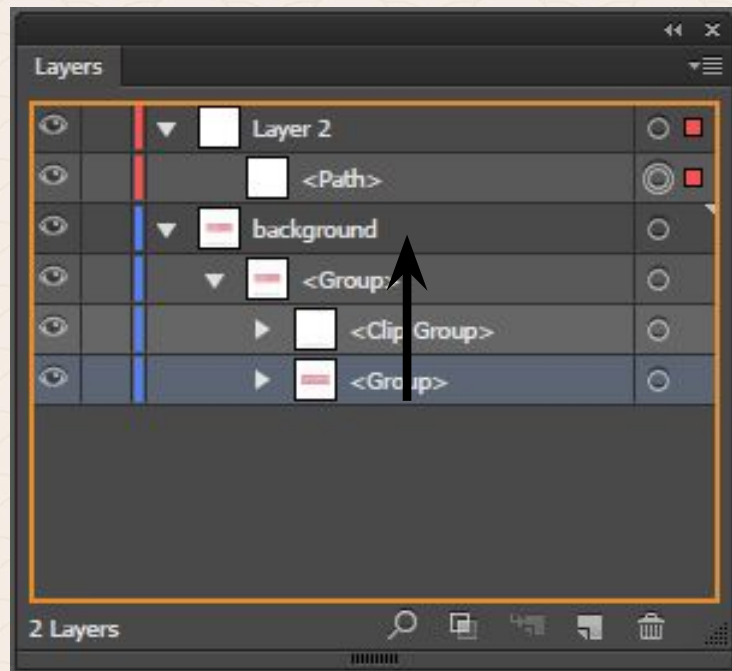 Layers
Layer 2
<Path>
background
<Group>
<Clip Group>
<Group>
2 Layers